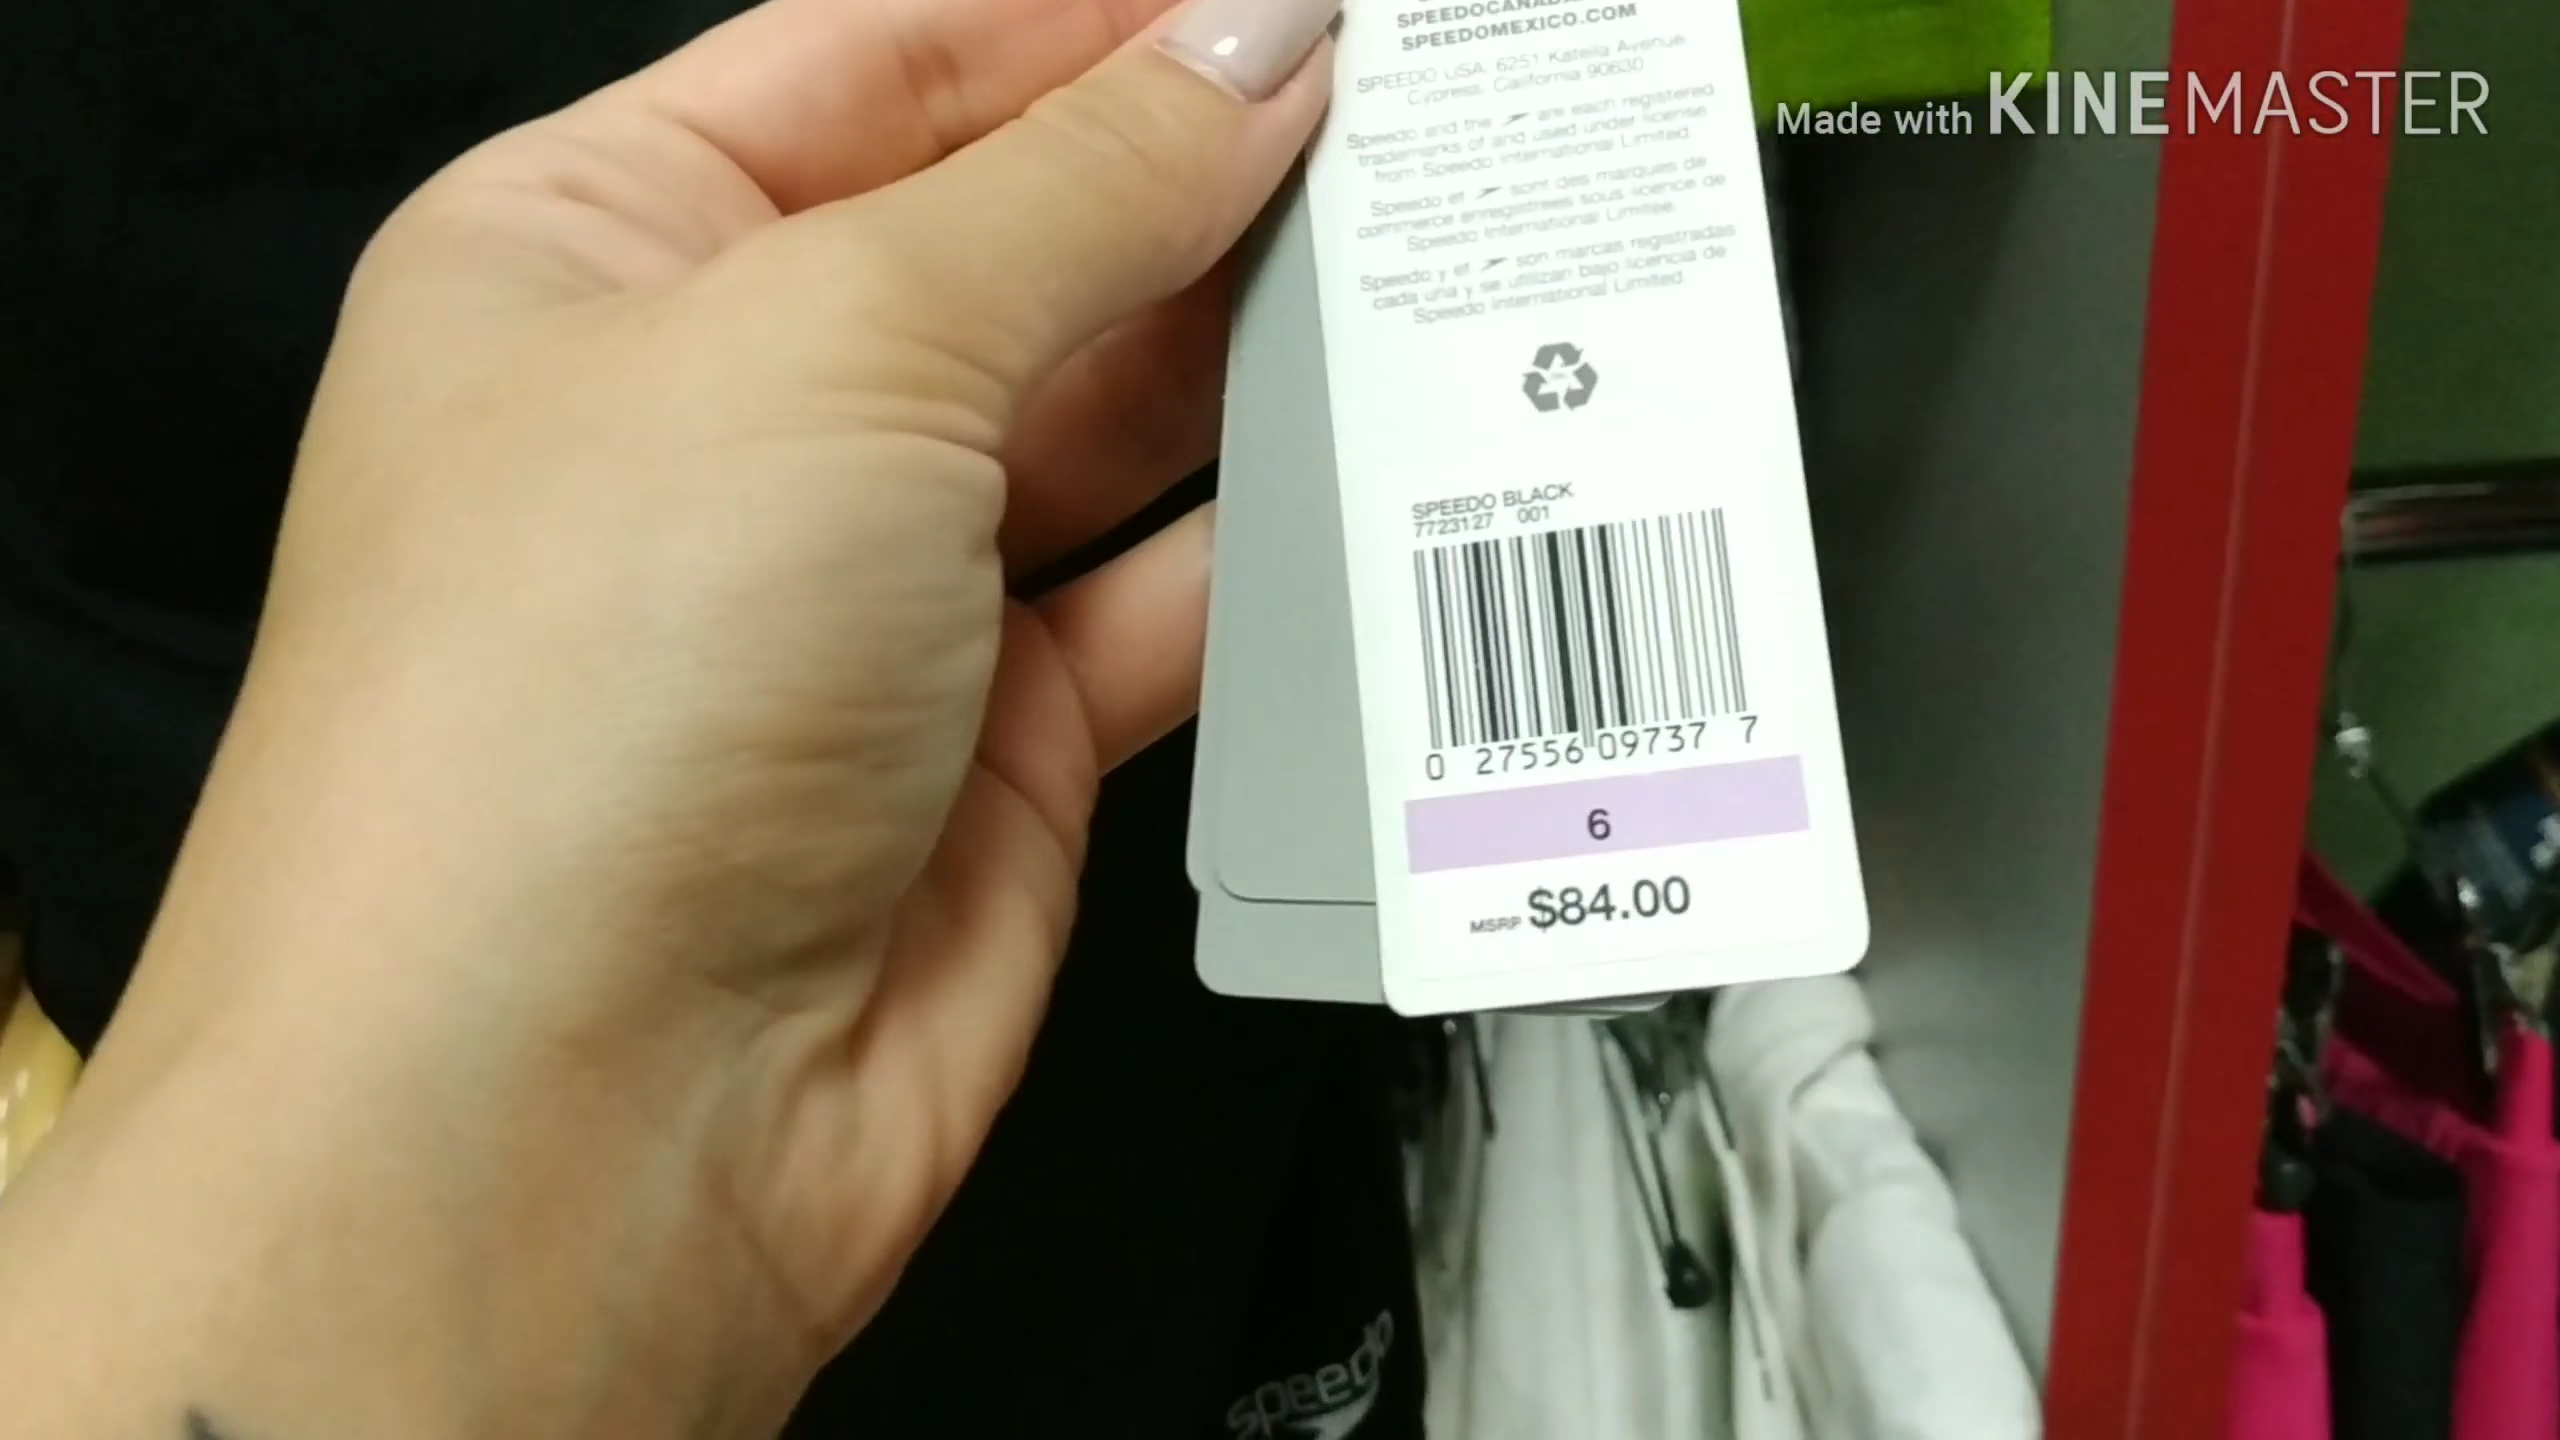 SPEEDOMEXICO.COM
SPEEDO USA, 6251 Katella Avenue,
Cypress, California 90630
Speedo and the are each registered
trademarks of and used under license
from Speedo International Limited.
Speedo et sont des marques de
commerce enregistrées sous licence de
Speedo International Limitée.
Speedo y el son marcas registradas
cada una y se utilizan bajo licencia de
Speedo International Limited.
SPEEDO BLACK
7723127 001
0 27556 09737 7
6
MSRP $84.00
speedo
Made with KINEMASTER